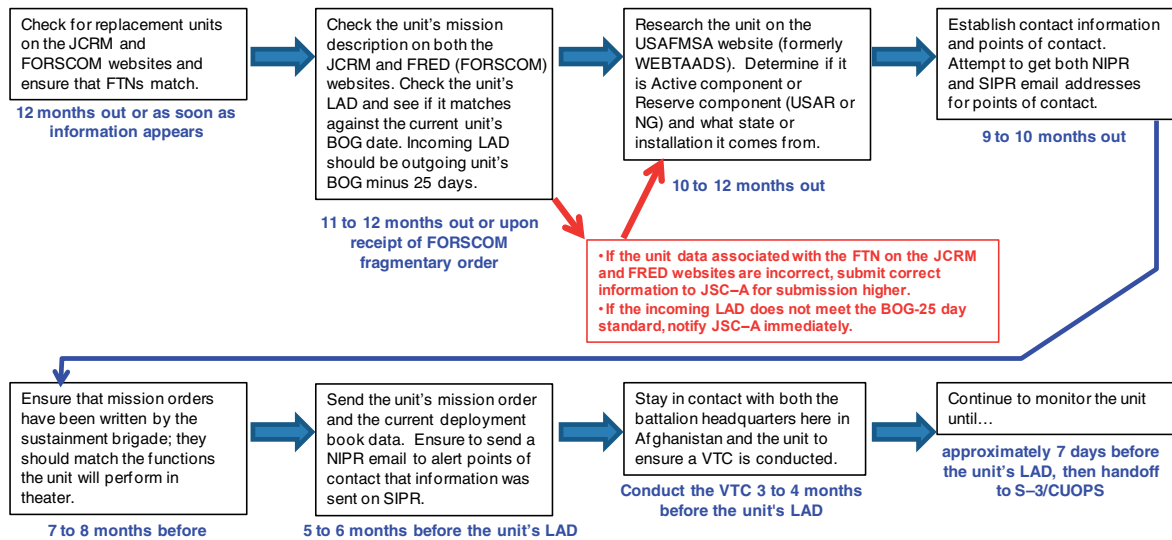 Check for replacement units
on the JCRM and
FORSCOM websites and
ensure that FTNs match.
12 months out or as soon as
information appears
Check the unit's mission
description on both the
JCRM and FRED (FORSCOM)
websites. Check the unit's
LAD and see if it matches
against the current unit's
BOG date. Incoming LAD
should be outgoing unit's
BOG minus 25 days.
11 to 12 months out or upon
receipt of FORSCOM
fragmentary order
Research the unit on the
USAFMSA website (formerly
WEBTAADS).  Determine if it
is Active component or
Reserve component (USAR or
NG) and what state or
installation it comes from.
10 to 12 months out
Establish contact information
and points of contact.
Attempt to get both NIPR
and SIPR email addresses
for points of contact.
9 to 10 months out
• If the unit data associated with the FTN on the JCRM
and FRED websites are incorrect, submit correct
information to JSC–A for submission higher.
• If the incoming LAD does not meet the BOG-25 day
standard, notify JSC–A immediately.
Ensure that mission orders
have been written by the
sustainment brigade; they
should match the functions
the unit will perform in
theater.
7 to 8 months before
Send the unit's mission order
and the current deployment
book data.  Ensure to send a
NIPR email to alert points of
contact that information was
sent on SIPR.
5 to 6 months before the unit's LAD
Stay in contact with both the
battalion headquarters here in
Afghanistan and the unit to
ensure a VTC is conducted.
Conduct the VTC 3 to 4 months
before the unit's LAD
Continue to monitor the unit
until…
approximately 7 days before
the unit's LAD, then handoff
to S–3/CUOPS